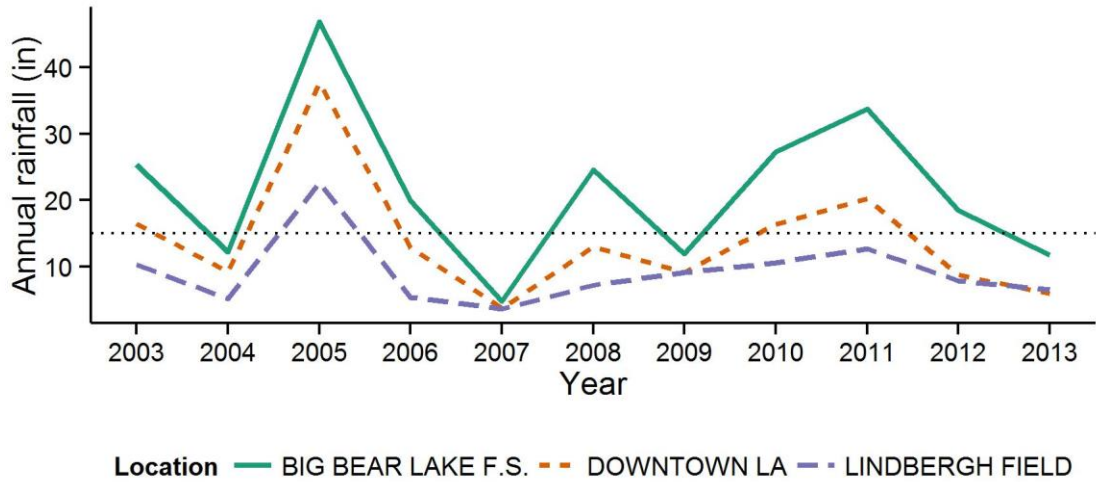 Annual rainfall (in)
40
30
20
10
2003 2004 2005 2006 2007 2008 2009 2010 2011 2012 2013
Year
Location BIG BEAR LAKE F.S. DOWNTOWN LA LINDBERGH FIELD